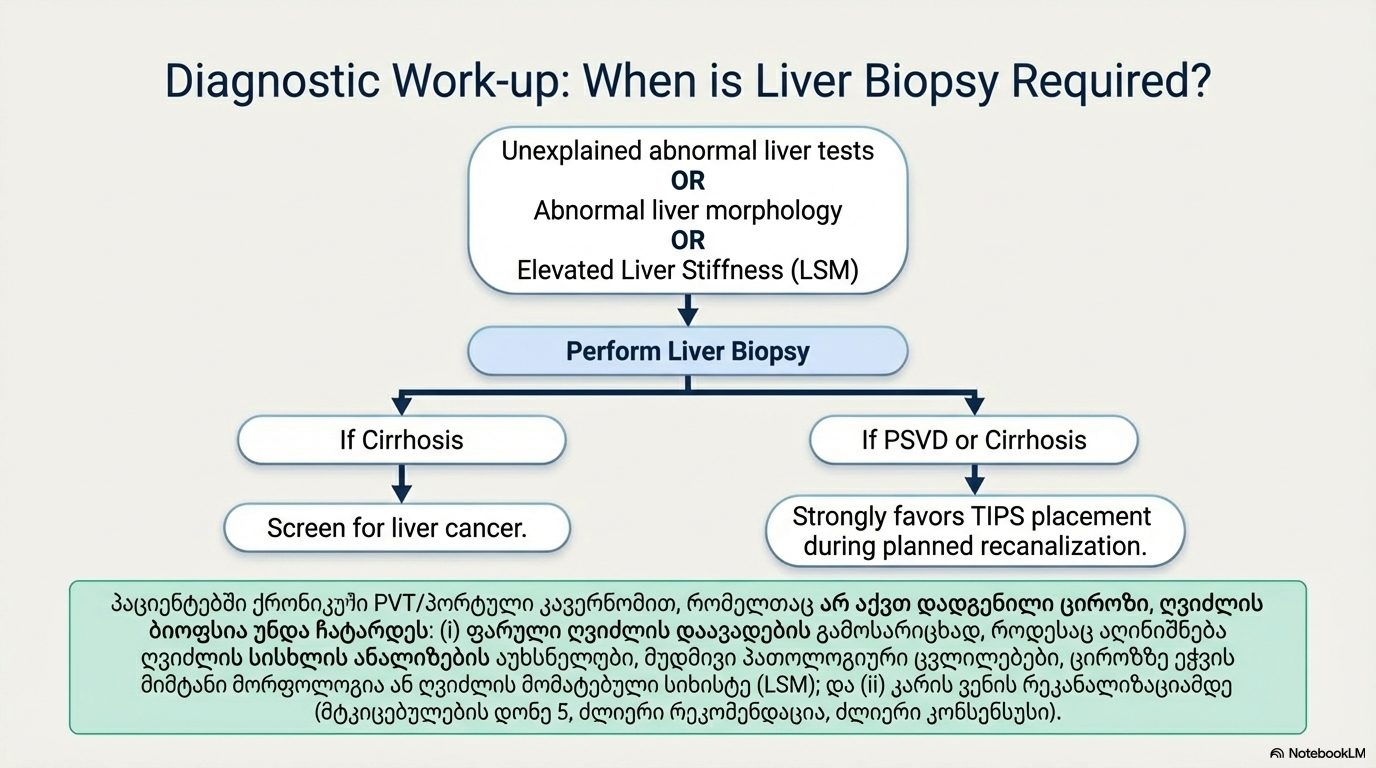 Diagnostic Work-up: When is Liver Biopsy Required?
Unexplained abnormal liver tests
OR
Abnormal liver morphology
OR
Elevated Liver Stiffness (LSM)
Perform Liver Biopsy
If Cirrhosis
If PSVD or Cirrhosis
Screen for liver cancer.
Strongly favors TIPS placement
during planned recanalization.
პაციენტებში ქრონიკული PVT/პორტული კავერნომით, რომელთაც არ აქვთ დადგენილი ციროზი, ღვიძლის
ბიოფსია უნდა ჩატარდეს: (i) ფარული ღვიძლის დაავადების გამოსარიცხად, როდესაც აღინიშნება
ღვიძლის სისხლის ანალიზების აუხსნელები, მუდმივი პათოლოგიური ცვლილებები, ციროზზე ეჭვის
მიმტანი მორფოლოგია ან ღვიძლის მომატებული სიხისტე (LSM); და (ii) კარის ვენის რეკანალიზაციამდე
(მტკიცებულების დონე 5, ძლიერი რეკომენდაცია, ძლიერი კონსენსუსი).
NotebookLM